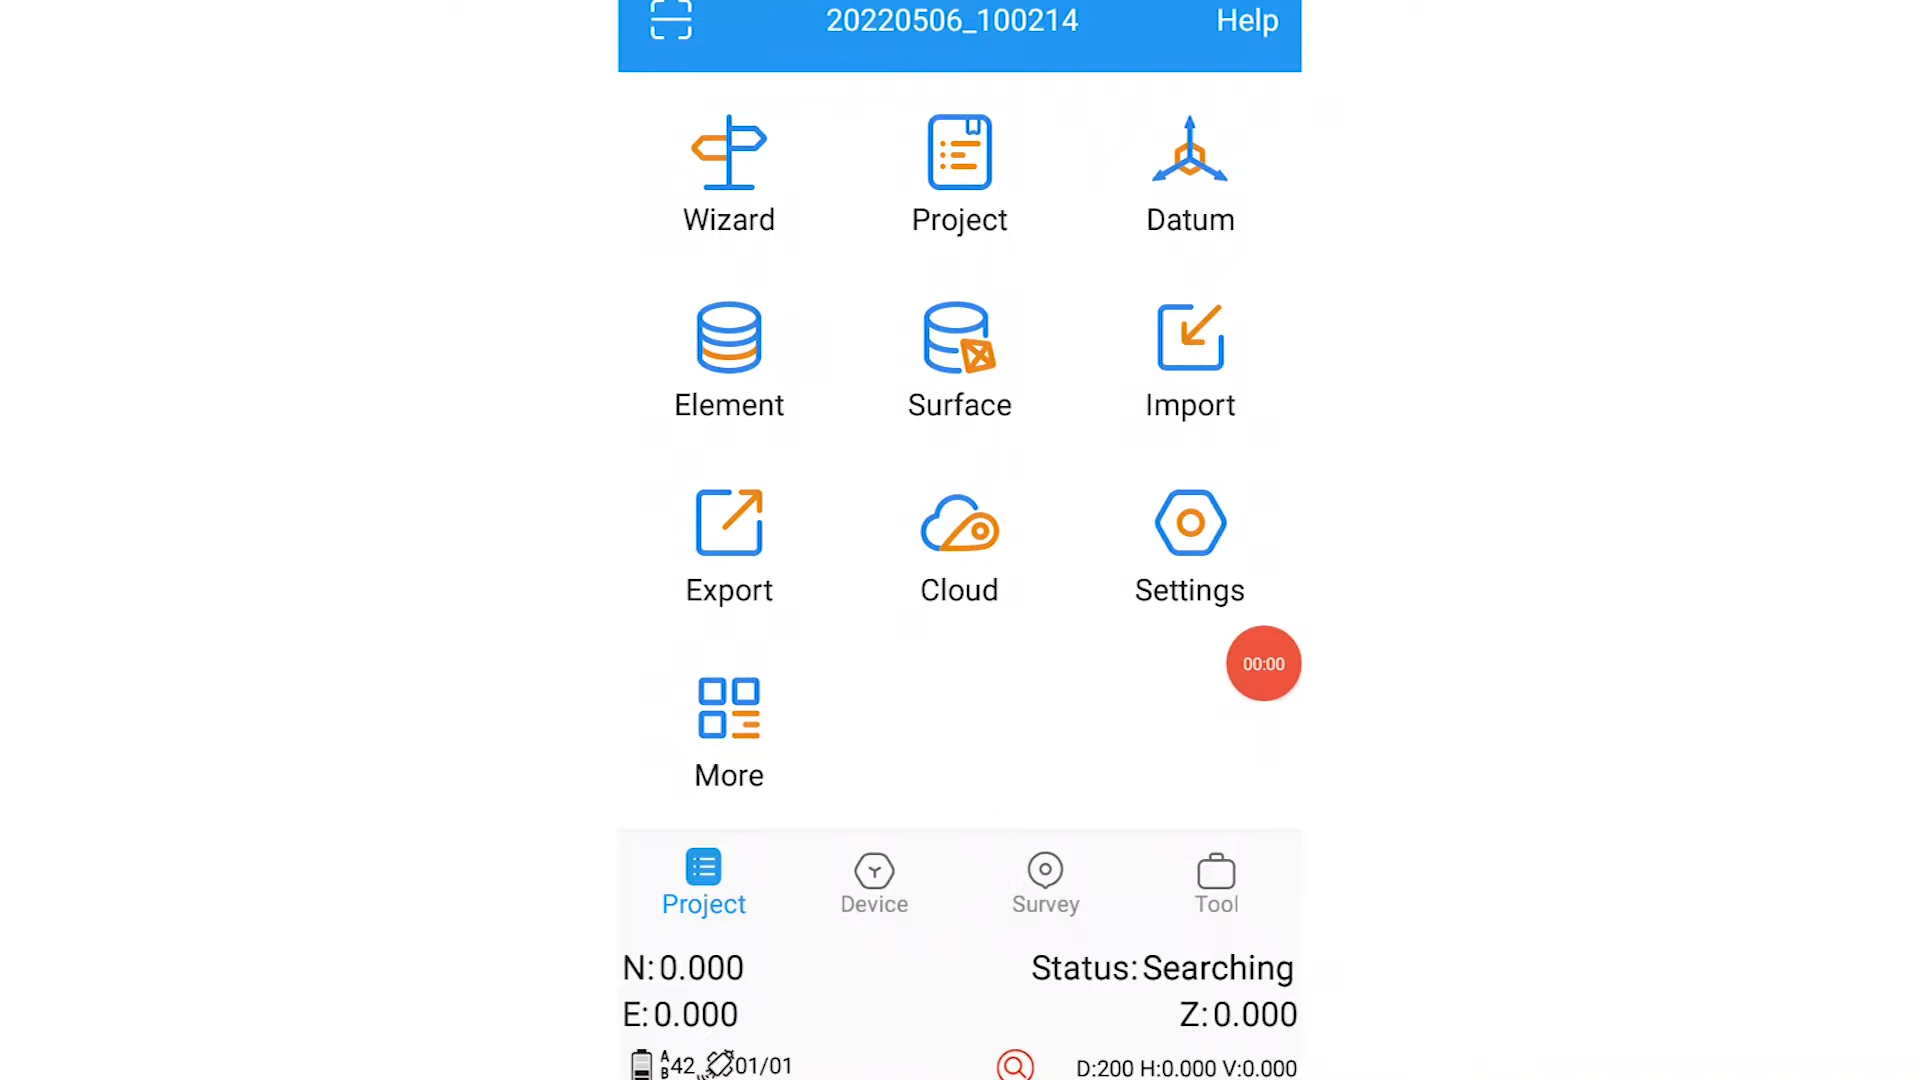 20220506_100214 Help
Wizard Project Datum
Element Surface Import
Export Cloud Settings
00:00
More
Project Device Survey Tool
N:0.000 Status:Searching
E:0.000 Z:0.000
A B 42 01/01 D:200 H:0.000 V:0.000